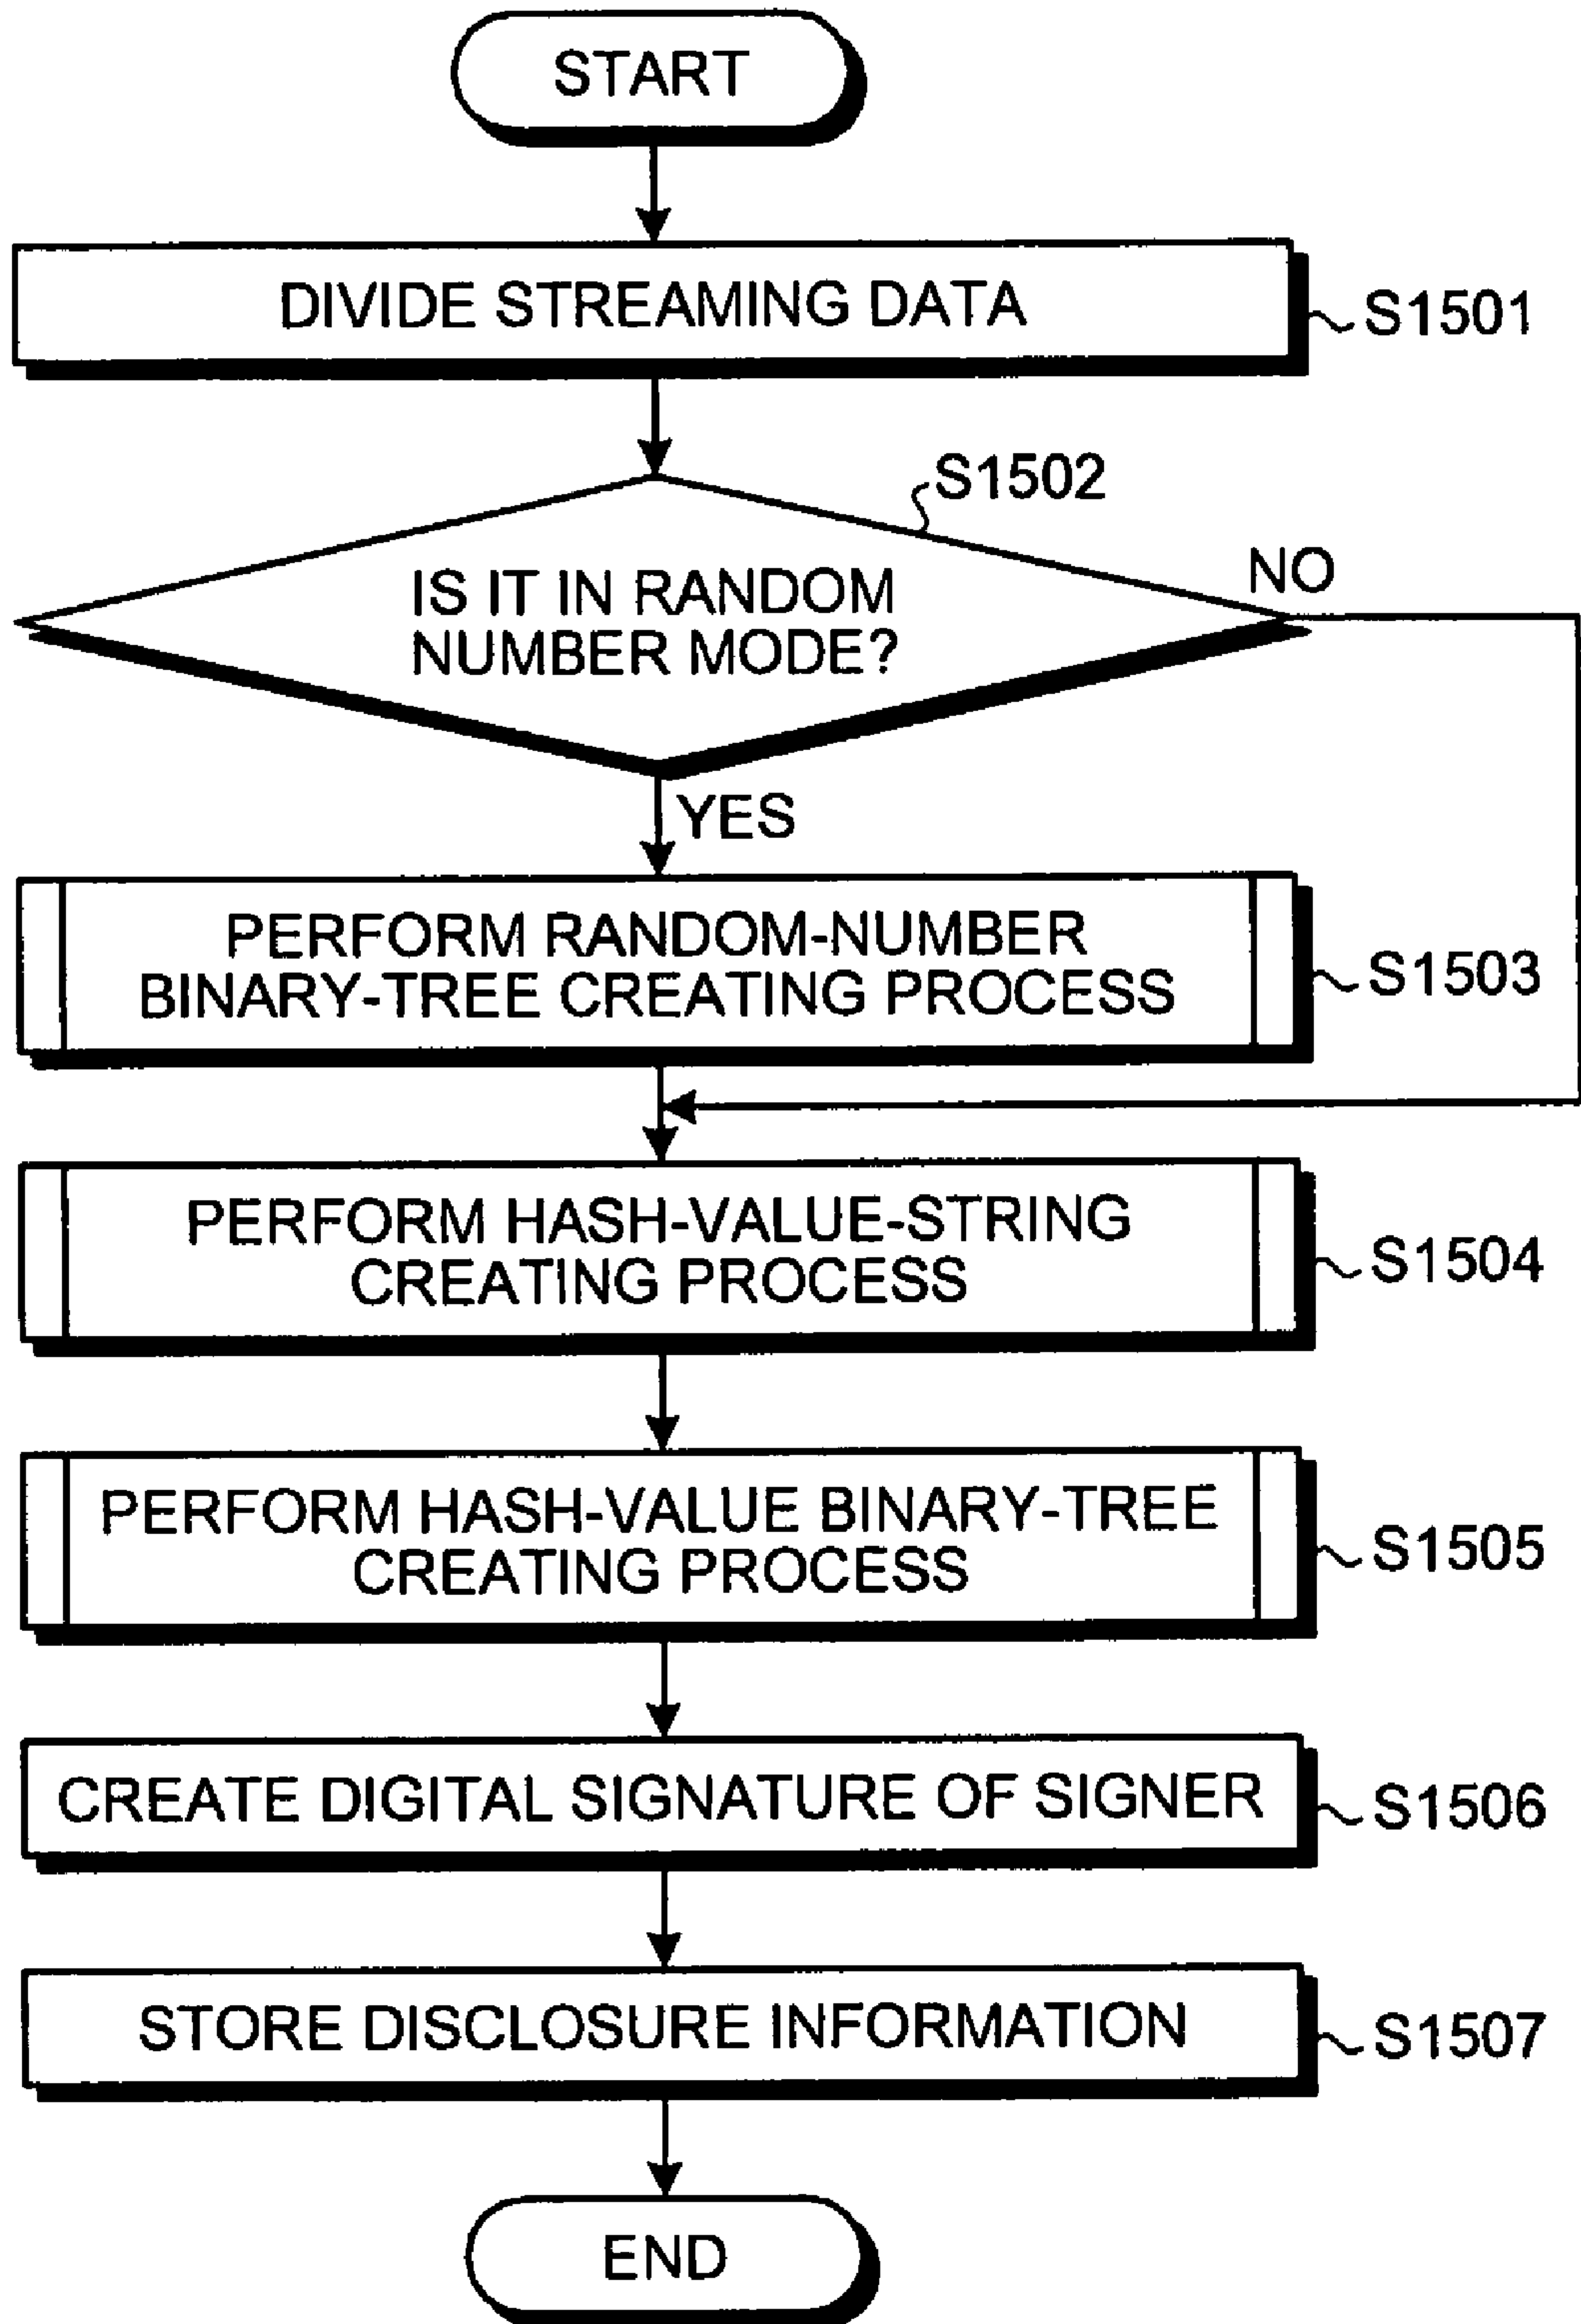 START
DIVIDE STREAMING DATA
S1501
S1502
IS IT IN RANDOM
NUMBER MODE?
NO
YES
PERFORM RANDOM-NUMBER
BINARY-TREE CREATING PROCESS
S1503
PERFORM HASH-VALUE-STRING
CREATING PROCESS
S1504
PERFORM HASH-VALUE BINARY-TREE
CREATING PROCESS
S1505
CREATE DIGITAL SIGNATURE OF SIGNER
S1506
STORE DISCLOSURE INFORMATION
S1507
END